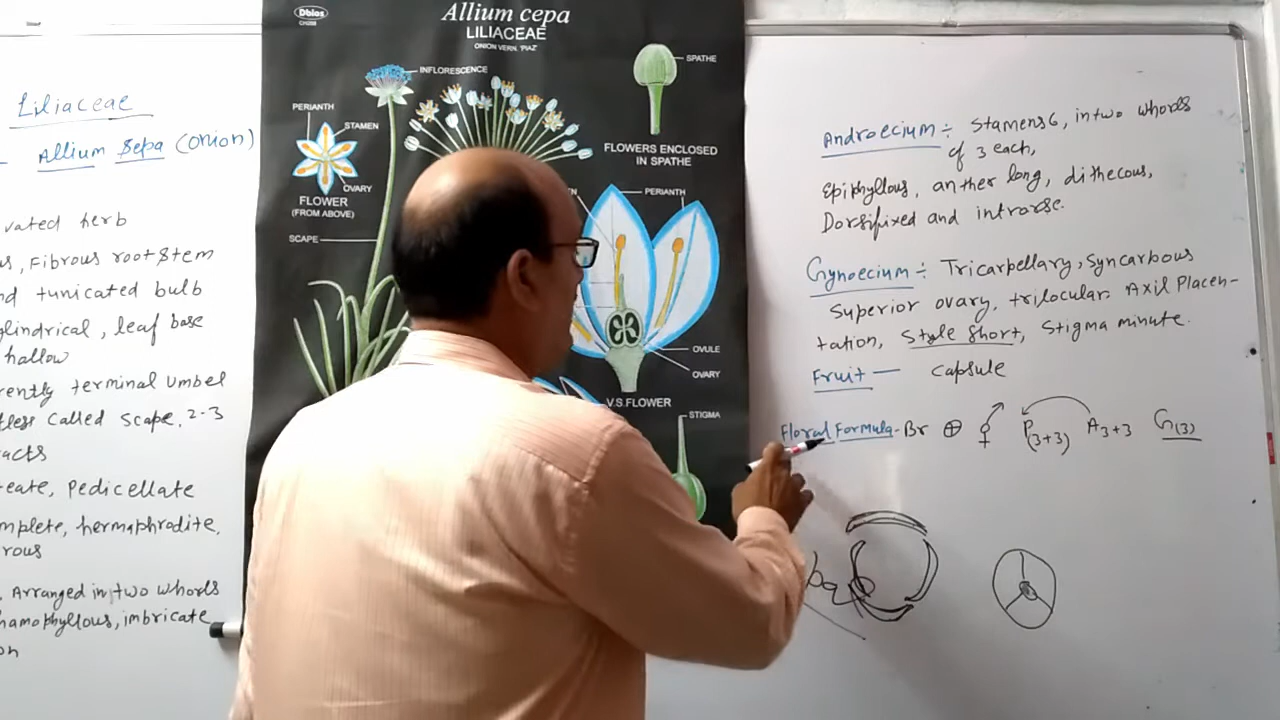 Liliaceae
Allium Sepa (onion)
vated herb
us, Fibrous root Stem
nd tunicated bulb
ylindrical, leaf base
hallow
rently terminal umbel
tless Called Scape, 2-3
racts
eate, Pedicellate
mplete, hermaphrodite,
rous
, Arranged in two whorls
hamophyllous, imbricate
on
Dbios
Allium cepa
LILIACEAE
ONION VERN. 'PIAZ'
INFLORESCENCE
SPATHE
PERIANTH
STAMEN
OVARY
FLOWER
(FROM ABOVE)
SCAPE
FLOWERS ENCLOSED
IN SPATHE
EN
PERIANTH
OVULE
OVARY
V.S. FLOWER
STIGMA
Androecium ÷ Stamens 6, in two whorls
of 3 each,
Epiphyllous, anther long, dithecous,
Dorsifixed and introrse.
Gynoecium ÷ Tricarpellary, Syncarbous
Superior ovary, trilocular Axil Placen-
tation, Style Short, Stigma minute.
Fruit — capsule
Floral Formula - Br ⊕ ⚥ P(3+3) A3+3 G(3)